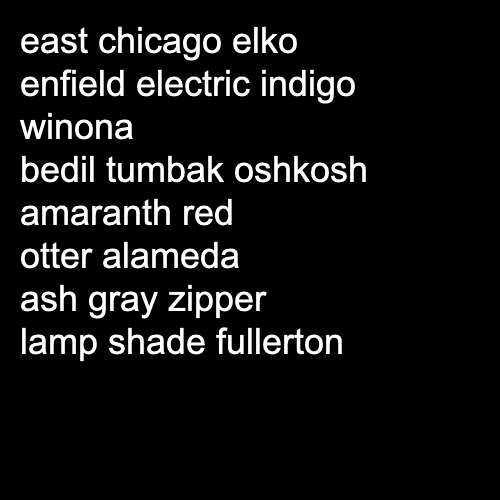 east chicago elko
enfield electric indigo
winona
bedil tumbak oshkosh
amaranth red
otter alameda
ash gray zipper
lamp shade fullerton